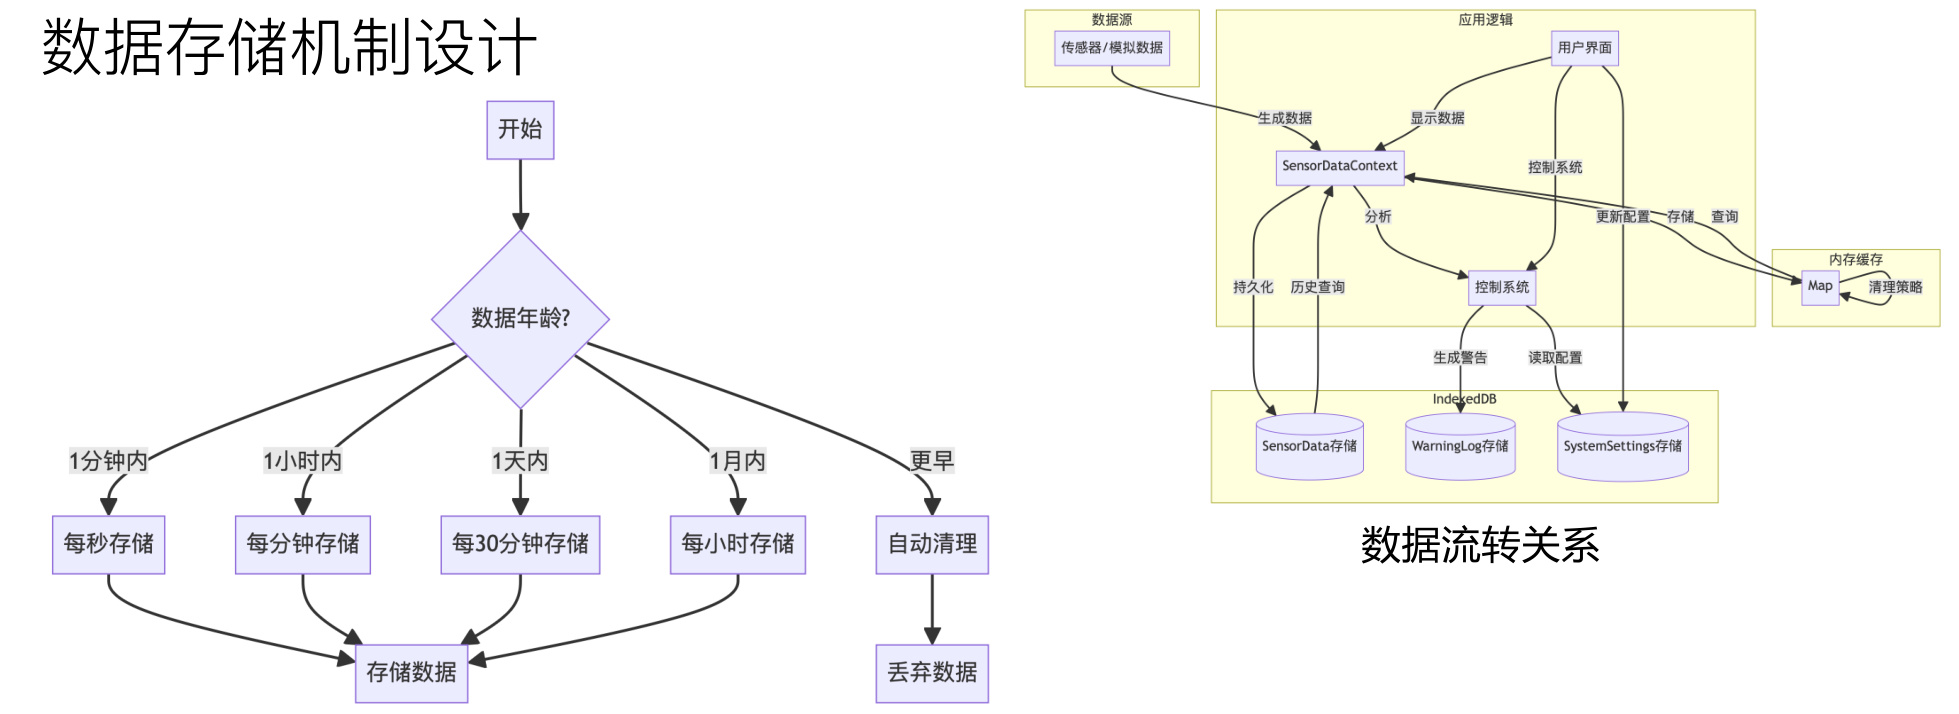 数据存储机制设计
开始
数据年龄?
1分钟内
1小时内
1天内
1月内
更早
每秒存储
每分钟存储
每30分钟存储
每小时存储
自动清理
存储数据
丢弃数据
数据源
传感器/模拟数据
应用逻辑
用户界面
生成数据
显示数据
SensorDataContext
控制系统
分析
更新配置
存储
查询
内存缓存
Map
清理策略
持久化
历史查询
控制系统
生成警告
读取配置
IndexedDB
SensorData存储
WarningLog存储
SystemSettings存储
数据流转关系